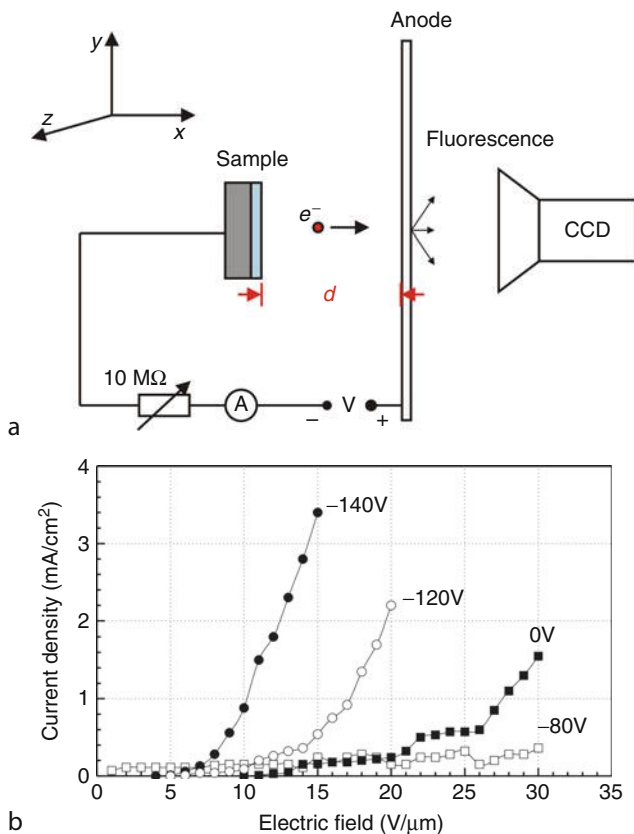 Anode
y
z
x
Sample
Fluorescence
e⁻
CCD
d
10 MΩ
A
− V +
a
4
3
2
1
0
−140V
−120V
0V
−80V
0 5 10 15 20 25 30 35
Current density (mA/cm²)
Electric field (V/μm)
b